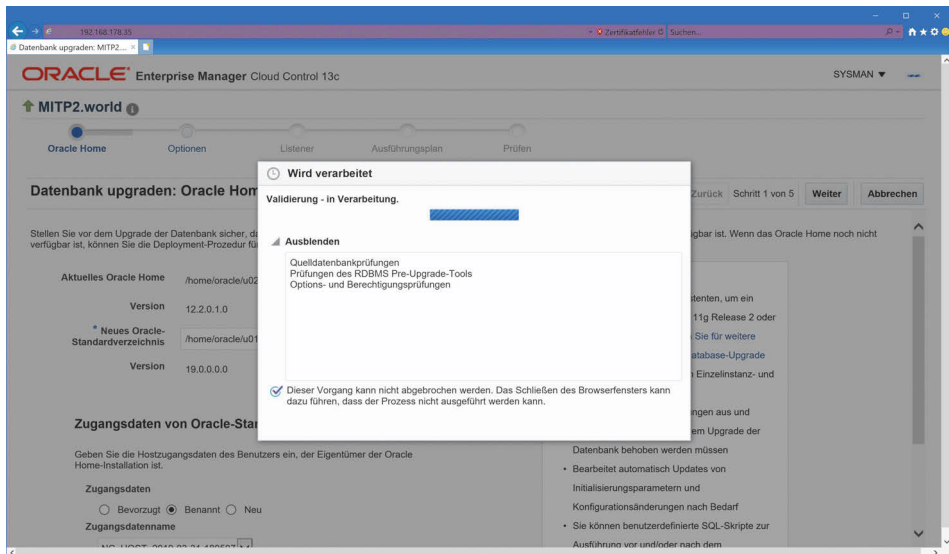 192.168.178.35
Zertifikatfehler
Suchen...
Datenbank upgraden: MITP2....
ORACLE Enterprise Manager Cloud Control 13c
SYSMAN
MITP2.world
Oracle Home
Optionen
Listener
Ausführungsplan
Prüfen
Datenbank upgraden: Oracle Hom
Zurück
Schritt 1 von 5
Weiter
Abbrechen
Stellen Sie vor dem Upgrade der Datenbank sicher,
igbar ist. Wenn das Oracle Home noch nicht
verfügbar ist, können Sie die Deployment-Prozedur
Aktuelles Oracle Home
/home/oracle/u02
Version
12.2.0.1.0
* Neues Oracle-
Standardverzeichnis
/home/oracle/u01
Version
19.0.0.0.0
Zugangsdaten von Oracle-Star
Geben Sie die Hostzugangsdaten des Benutzers ein, der Eigentümer der Oracle
Home-Installation ist.
Zugangsdaten
Bevorzugt
Benannt
Neu
Zugangsdatenname
Wird verarbeitet
Validierung - in Verarbeitung.
Ausblenden
Quelldatenbankprüfungen
Prüfungen des RDBMS Pre-Upgrade-Tools
Options- und Berechtigungsprüfungen
Dieser Vorgang kann nicht abgebrochen werden. Das Schließen des Browserfensters kann
dazu führen, dass der Prozess nicht ausgeführt werden kann.
tenten, um ein
11g Release 2 oder
Sie für weitere
atabase-Upgrade
Einzelinstanz- und
ngen aus und
em Upgrade der
Datenbank behoben werden müssen
• Bearbeitet automatisch Updates von
Initialisierungsparametern und
Konfigurationsänderungen nach Bedarf
• Sie können benutzerdefinierte SQL-Skripte zur
Ausführung vor und/oder nach dem